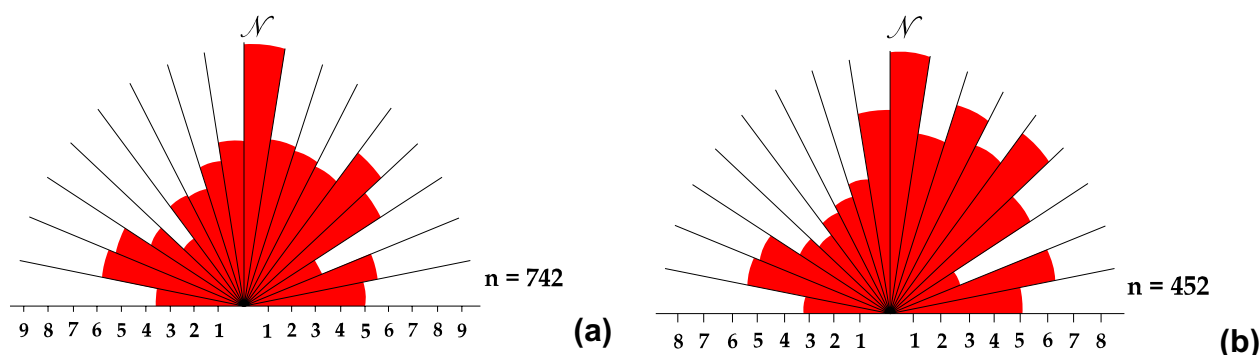 𝒩
n = 742
9 8 7 6 5 4 3 2 1 1 2 3 4 5 6 7 8 9
(a)
𝒩
n = 452
8 7 6 5 4 3 2 1 1 2 3 4 5 6 7 8
(b)